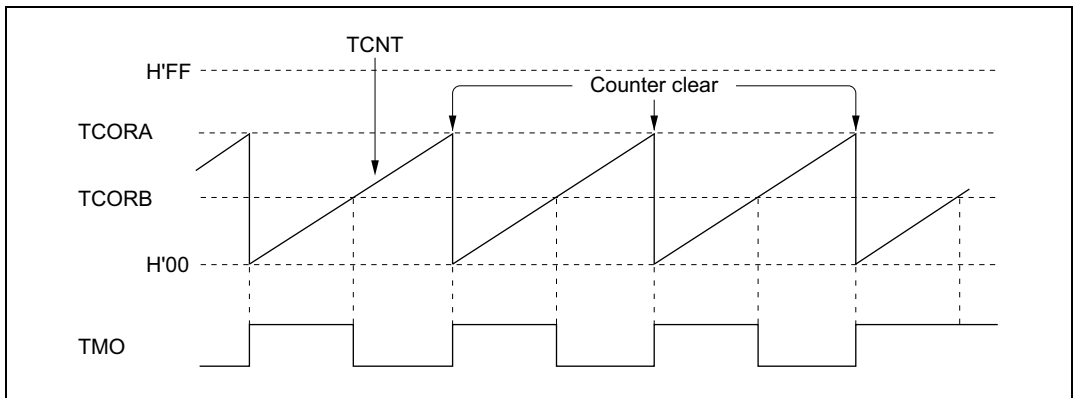 TCNT
H'FF
Counter clear
TCORA
TCORB
H'00
TMO